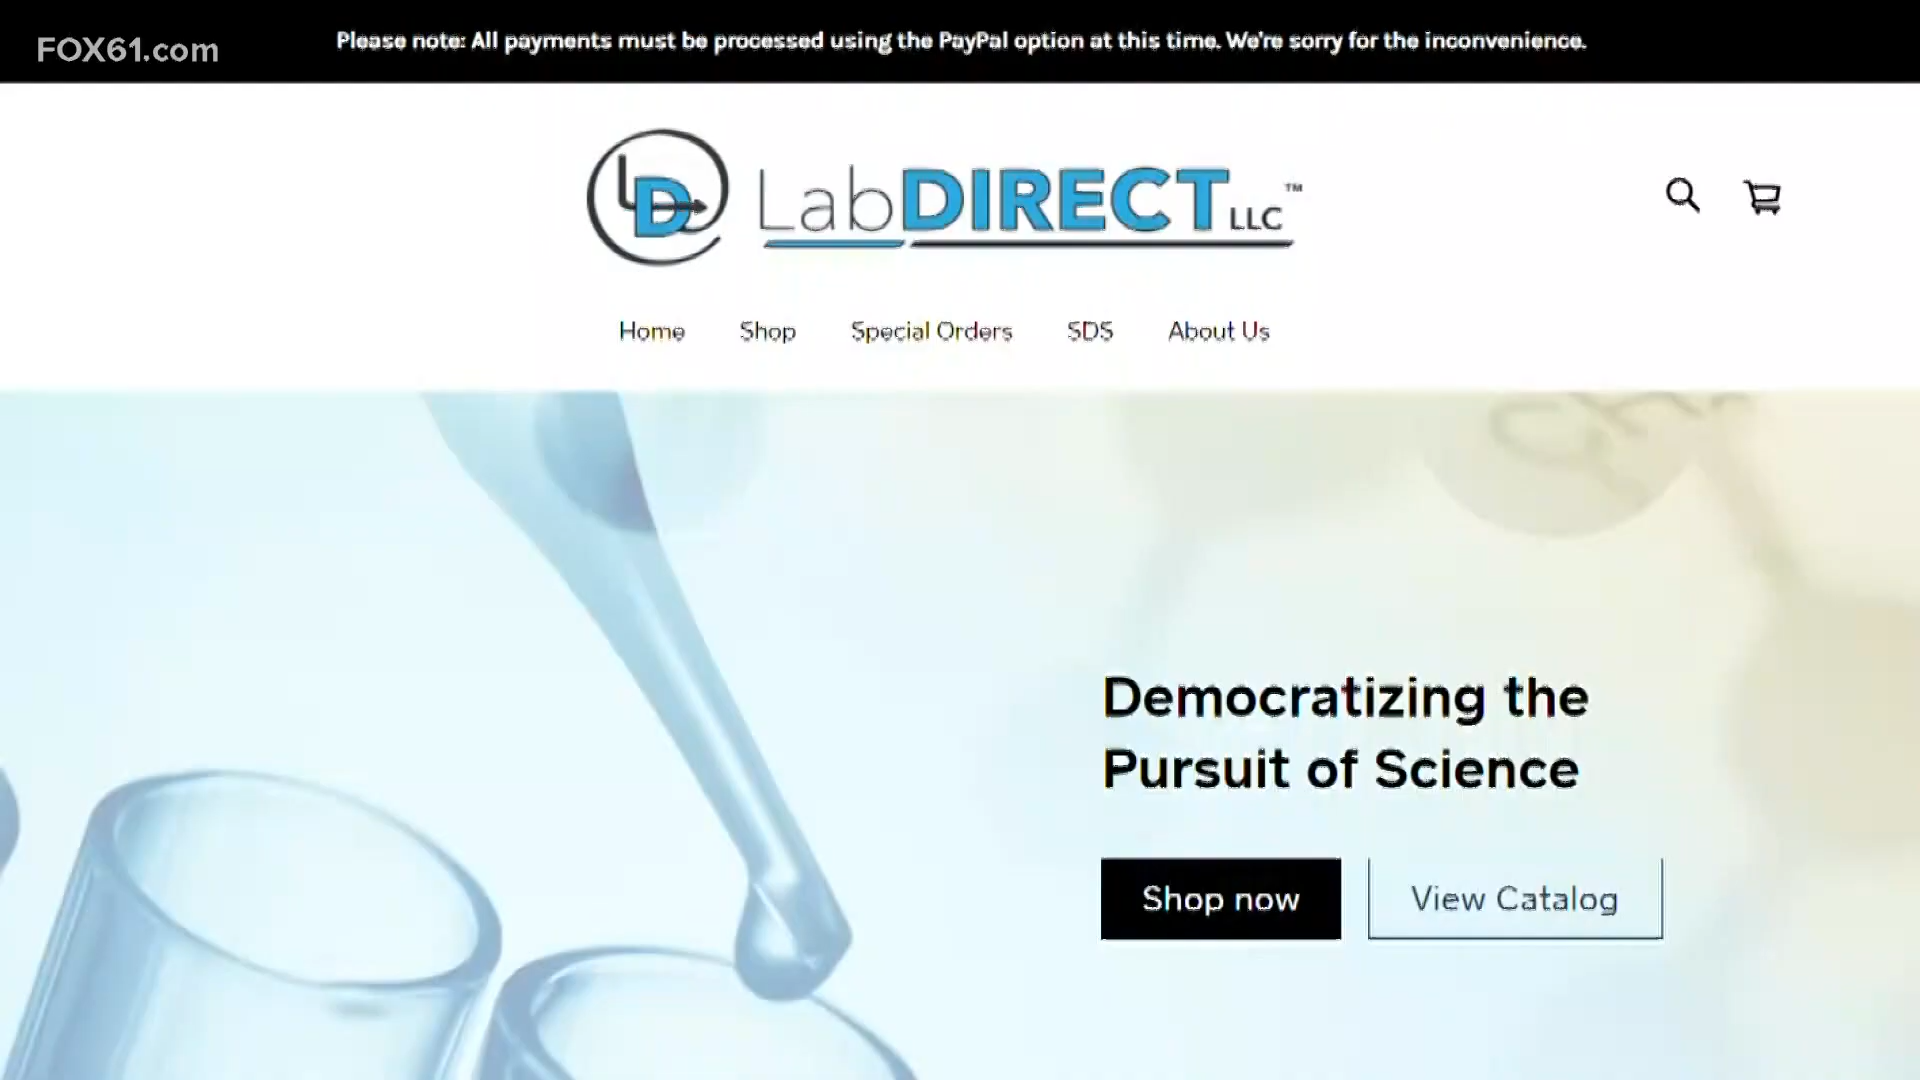 FOX61.com
Please note: All payments must be processed using the PayPal option at this time. We're sorry for the inconvenience.
LD LabDIRECT LLC ™
Home Shop Special Orders SDS About Us
Democratizing the
Pursuit of Science
Shop now View Catalog